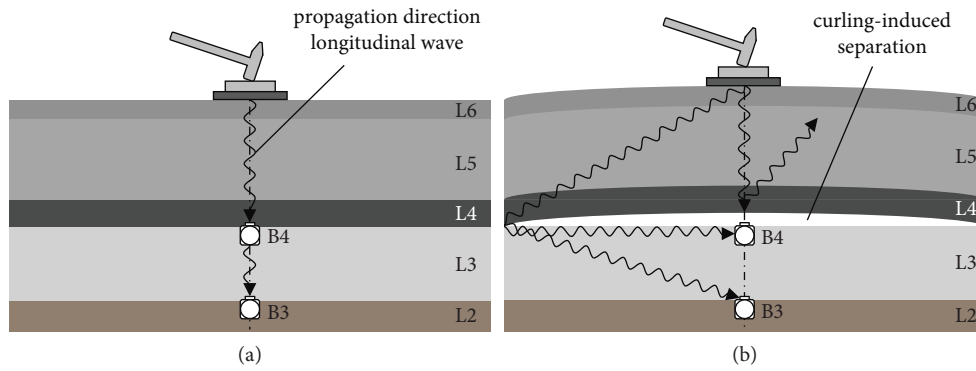 propagation direction
longitudinal wave
L6
L5
L4
B4
L3
B3
L2
(a)
curling-induced
separation
L6
L5
L4
B4
L3
B3
L2
(b)